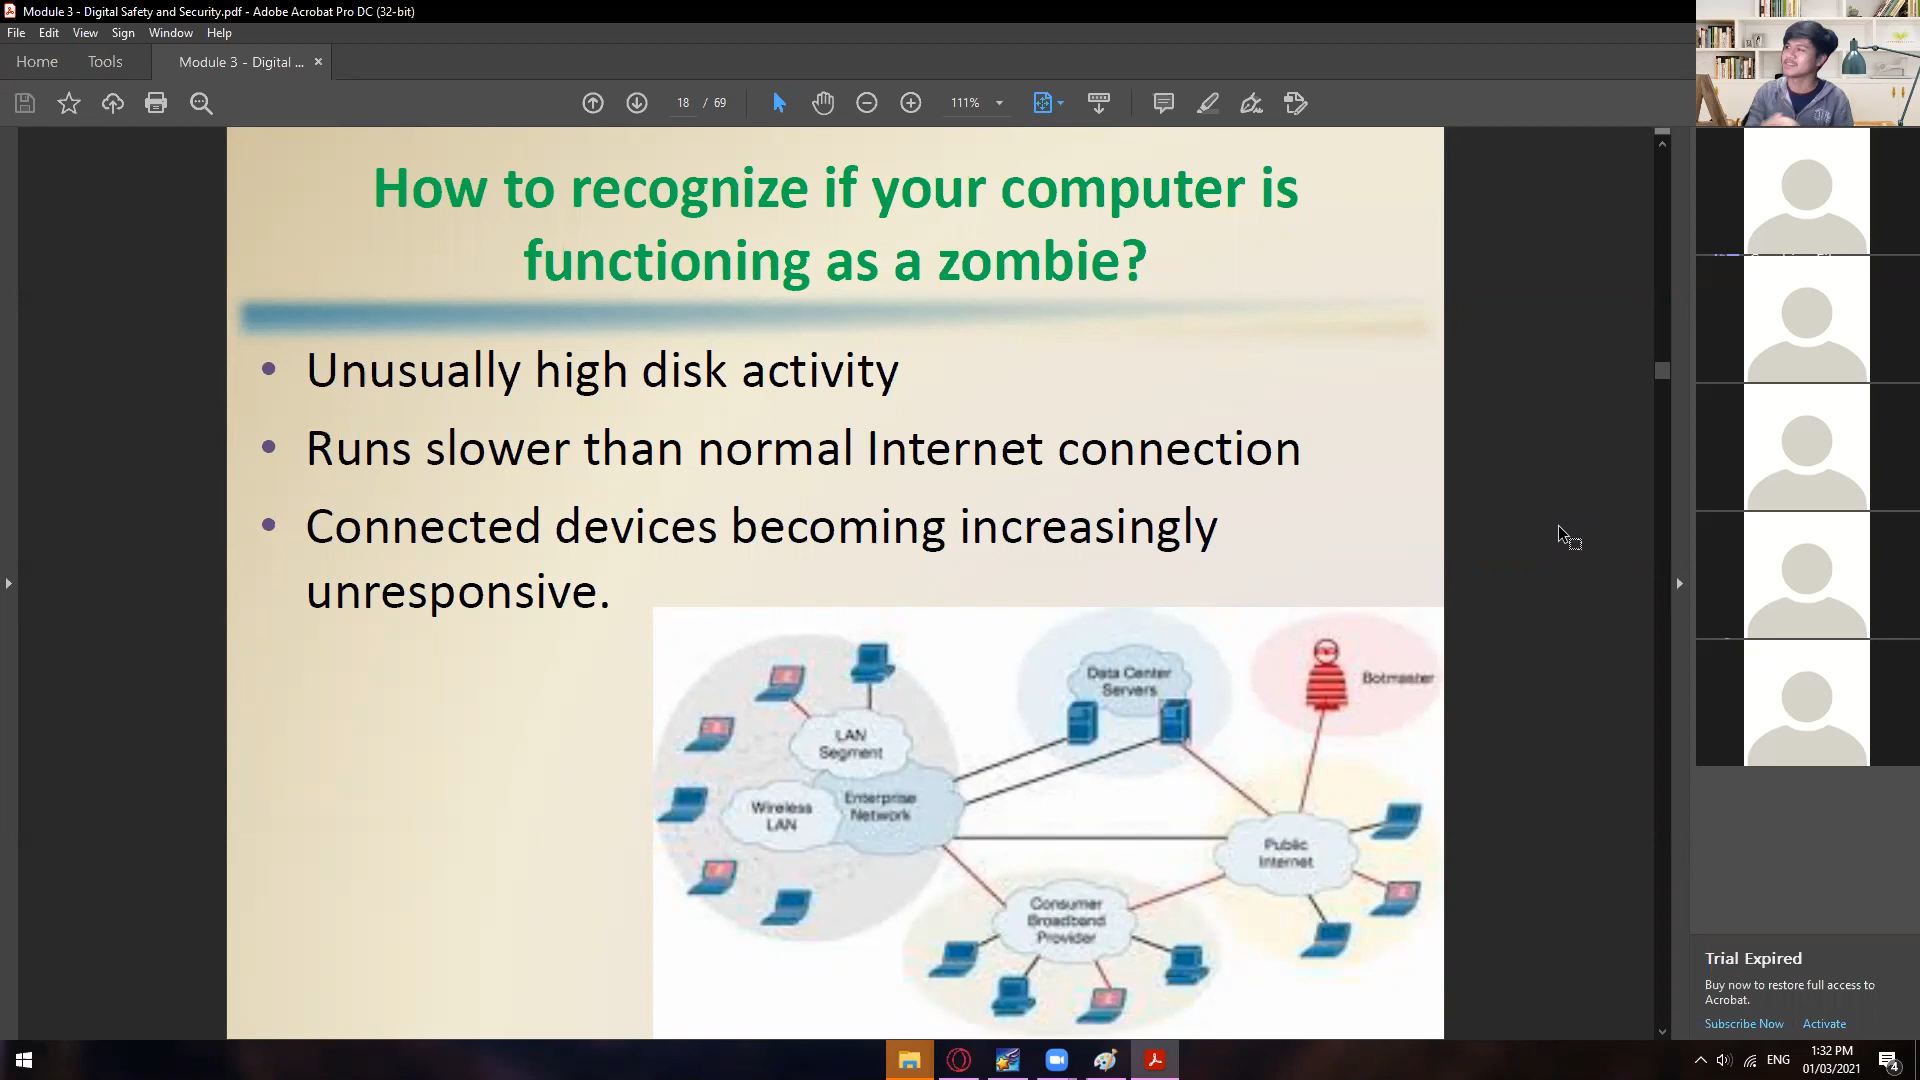 Module 3 - Digital Safety and Security.pdf - Adobe Acrobat Pro DC (32-bit)
File Edit View Sign Window Help
Home Tools Module 3 - Digital ... ×
18 / 69 111%
How to recognize if your computer is
functioning as a zombie?
• Unusually high disk activity
• Runs slower than normal Internet connection
• Connected devices becoming increasingly
unresponsive.
Data Center
Servers
Botmaster
LAN
Segment
Wireless
LAN
Enterprise
Network
Public
Internet
Consumer
Broadband
Provider
Trial Expired
Buy now to restore full access to
Acrobat.
Subscribe Now Activate
ENG
1:32 PM
01/03/2021
4